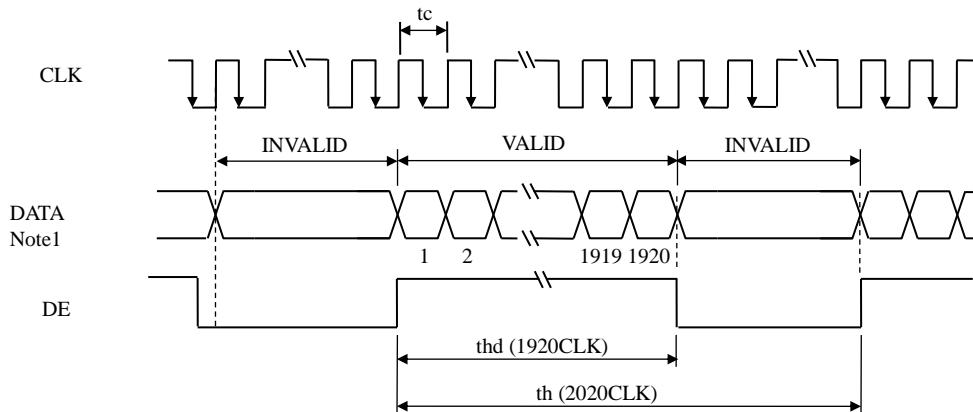 tc
CLK
INVALID VALID INVALID
DATA
Note1
1 2 1919 1920
DE
thd (1920CLK)
th (2020CLK)